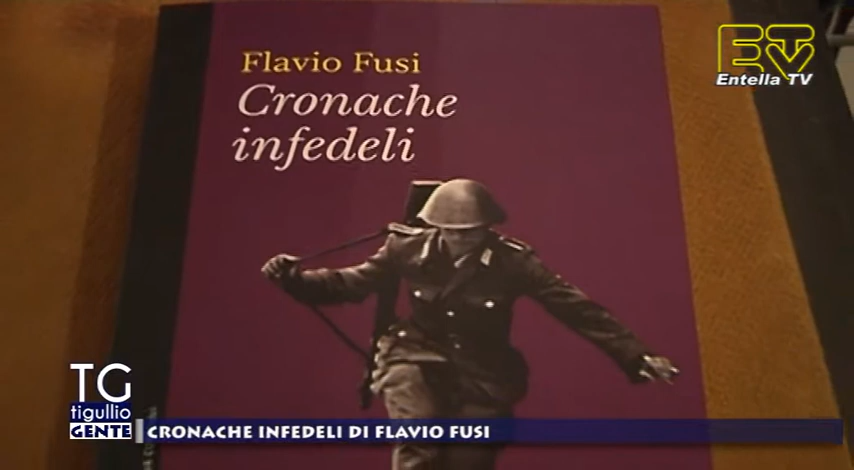 Flavio Fusi
Cronache
infedeli
ETV
Entella TV
TG
tigullio
GENTE
CRONACHE INFEDELI DI FLAVIO FUSI